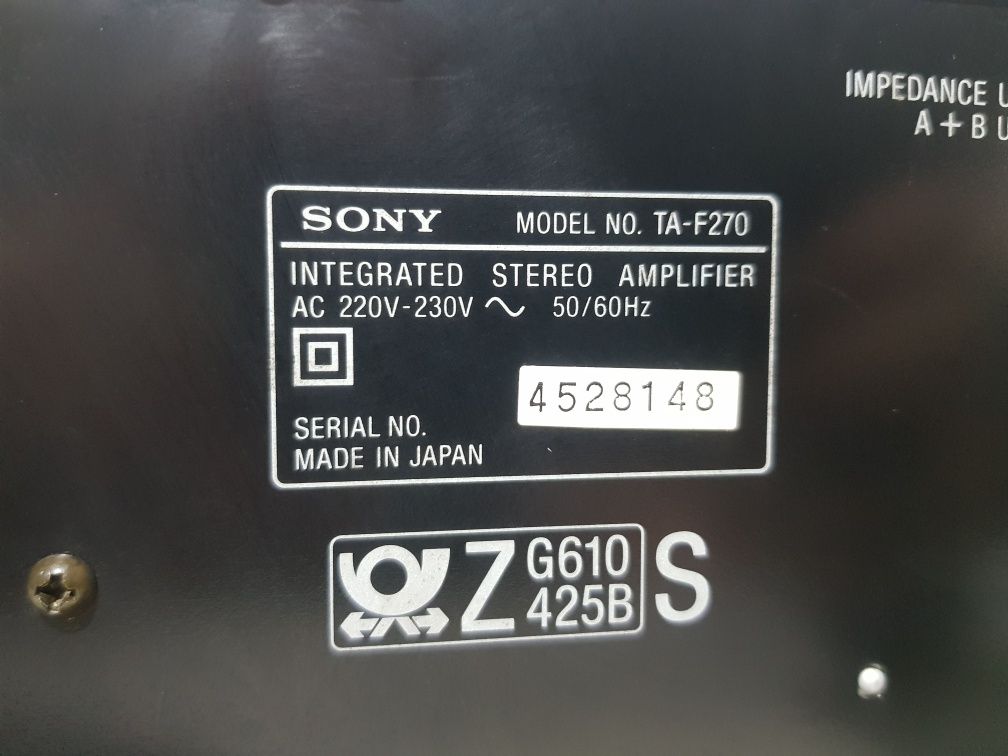 IMPEDANCE U
A + B U
SONY MODEL NO. TA-F270
INTEGRATED STEREO AMPLIFIER
AC 220V-230V ～ 50/60Hz
4528148
SERIAL NO.
MADE IN JAPAN
Z G610 S
425B